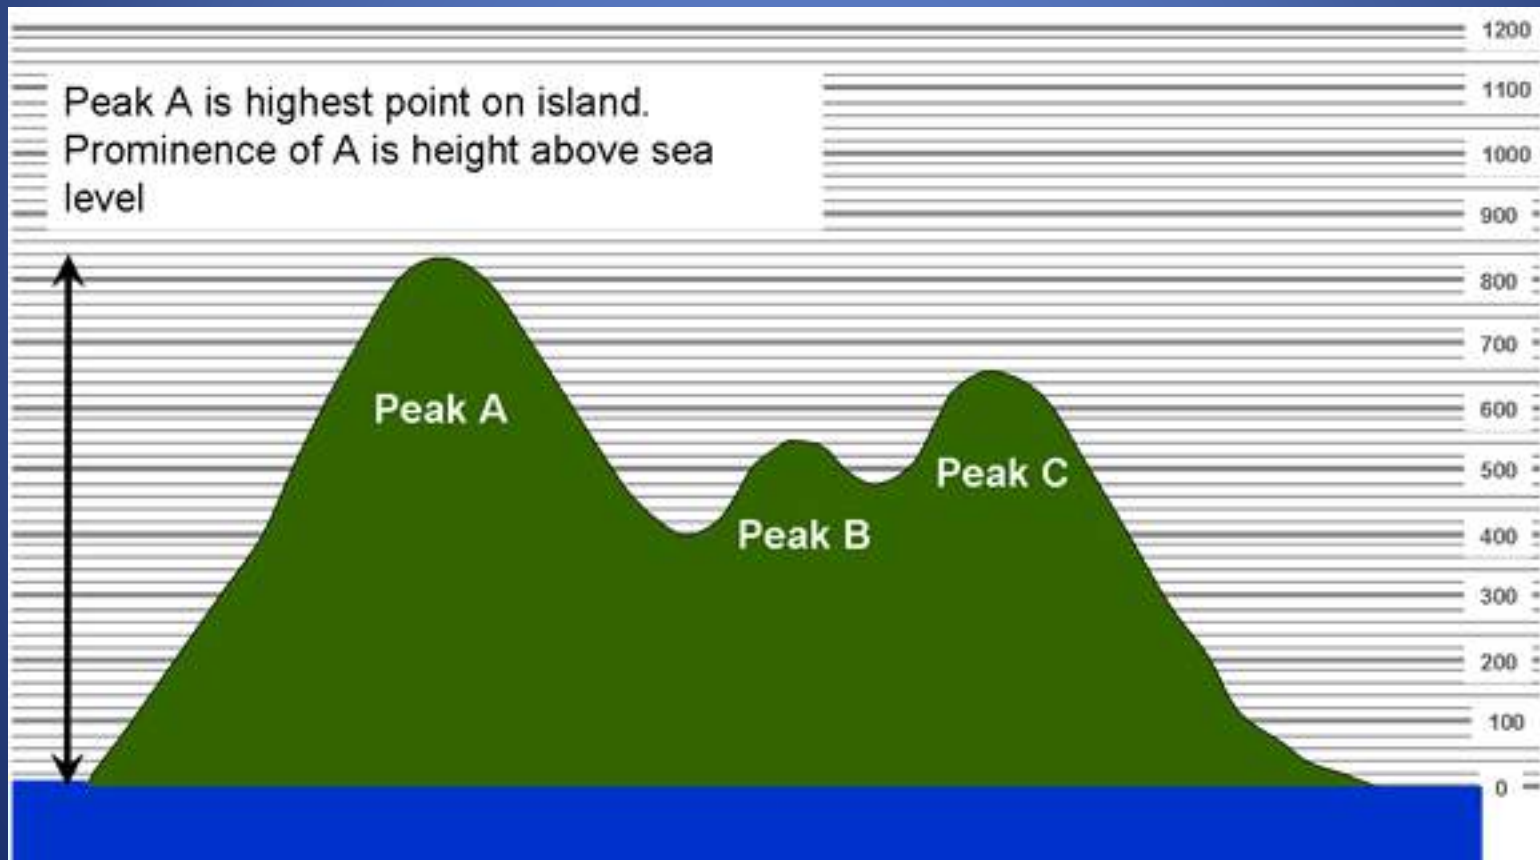 1200
Peak A is highest point on island.
1100
Prominence of A is height above sea
1000
level
900
800
700
Peak A
600
500
Peak C
Peak B
400
300
200
100
0